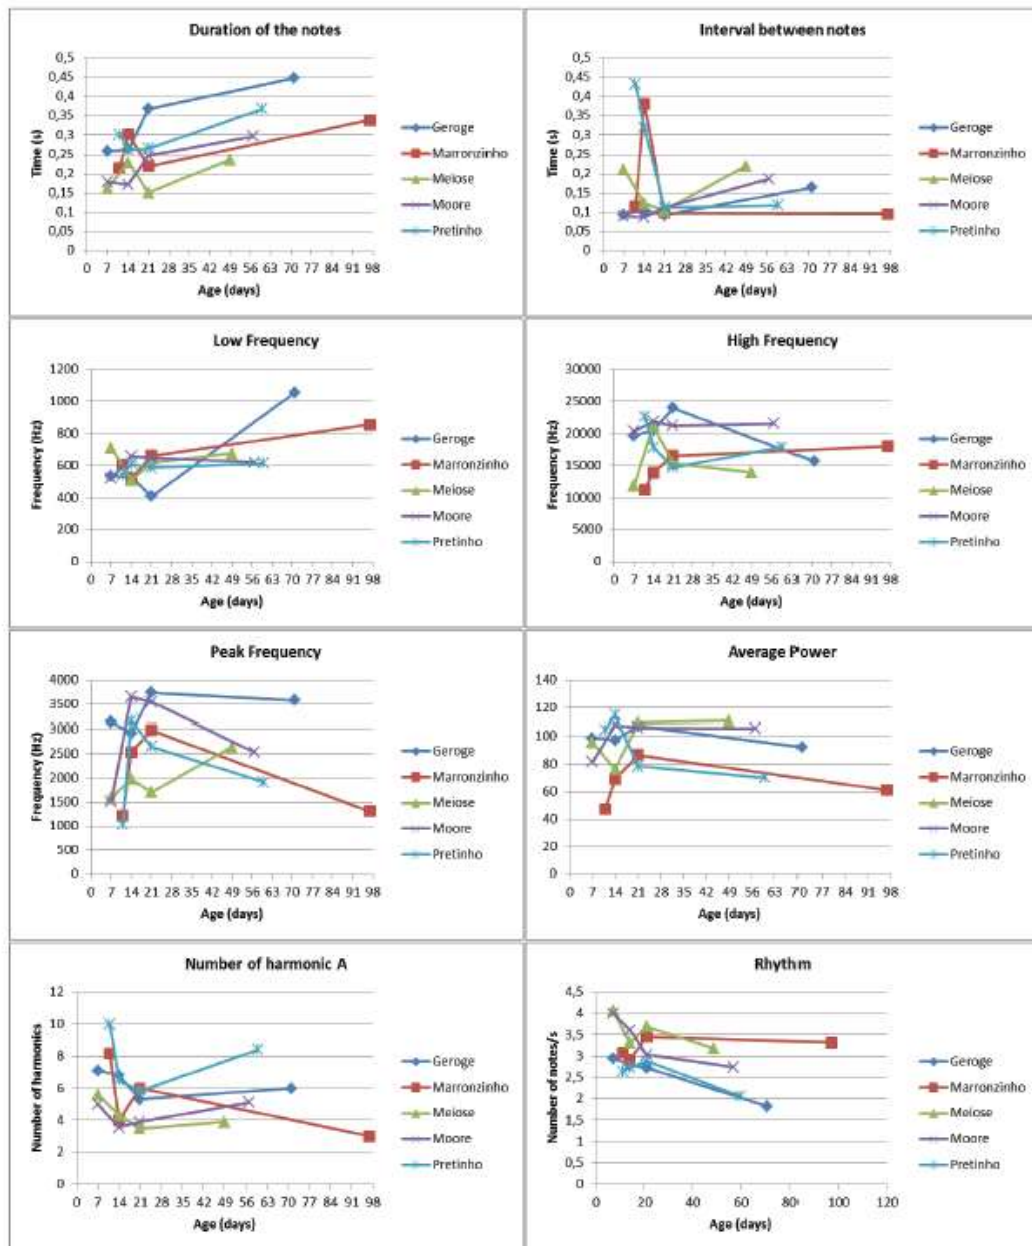 Duration of the notes
Time (s)
0,5
0,45
0,4
0,35
0,3
0,25
0,2
0,15
0,1
0,05
0
0 7 14 21 28 35 42 49 56 63 70 77 84 91 98
Age (days)
Geroge
Marronzinho
Meiose
Moore
Pretinho
Interval between notes
Time (s)
0,5
0,45
0,4
0,35
0,3
0,25
0,2
0,15
0,1
0,05
0
0 7 14 21 28 35 42 49 56 63 70 77 84 91 98
Age (days)
Geroge
Marronzinho
Meiose
Moore
Pretinho
Low Frequency
Frequency (Hz)
1200
1000
800
600
400
200
0
0 7 14 21 28 35 42 49 56 63 70 77 84 91 98
Age (days)
Geroge
Marronzinho
Meiose
Moore
Pretinho
High Frequency
Frequency (Hz)
30000
25000
20000
15000
10000
5000
0
0 7 14 21 28 35 42 49 56 63 70 77 84 91 98
Age (days)
Geroge
Marronzinho
Meiose
Moore
Pretinho
Peak Frequency
Frequency (Hz)
4000
3500
3000
2500
2000
1500
1000
500
0
0 7 14 21 28 35 42 49 56 63 70 77 84 91 98
Age (days)
Geroge
Marronzinho
Meiose
Moore
Pretinho
Average Power
140
120
100
80
60
40
20
0
0 7 14 21 28 35 42 49 56 63 70 77 84 91 98
Age (days)
Geroge
Marronzinho
Meiose
Moore
Pretinho
Number of harmonic A
Number of harmonics
12
10
8
6
4
2
0
0 7 14 21 28 35 42 49 56 63 70 77 84 91 98
Age (days)
Geroge
Marronzinho
Meiose
Moore
Pretinho
Rhythm
Number of notes/s
4,5
4
3,5
3
2,5
2
1,5
1
0,5
0
0 20 40 60 80 100 120
Age (days)
Geroge
Marronzinho
Meiose
Moore
Pretinho